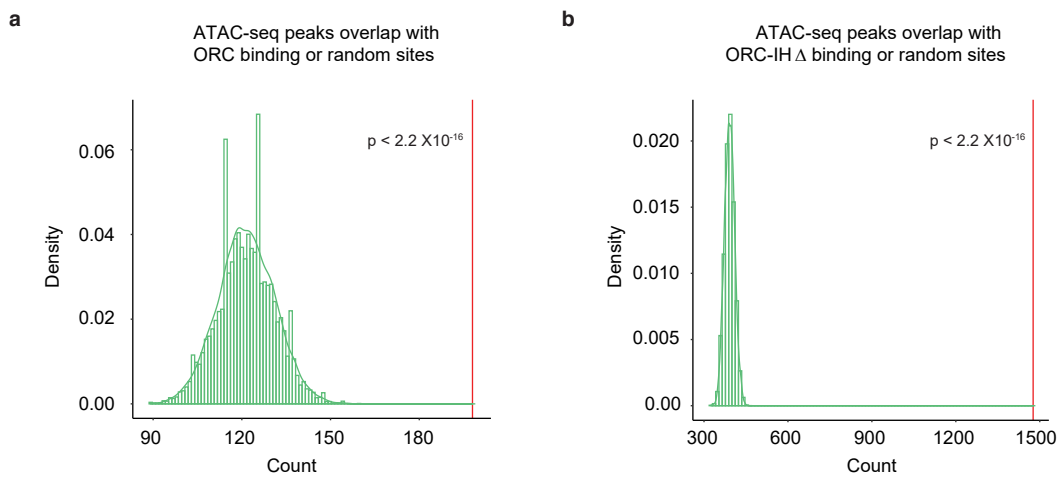 a
ATAC-seq peaks overlap with
ORC binding or random sites
p < 2.2 X10⁻¹⁶
0.06
0.04
0.02
0.00
Density
90 120 150 180
Count
b
ATAC-seq peaks overlap with
ORC-IH Δ binding or random sites
p < 2.2 X10⁻¹⁶
0.020
0.015
0.010
0.005
0.00
Density
300 600 900 1200 1500
Count